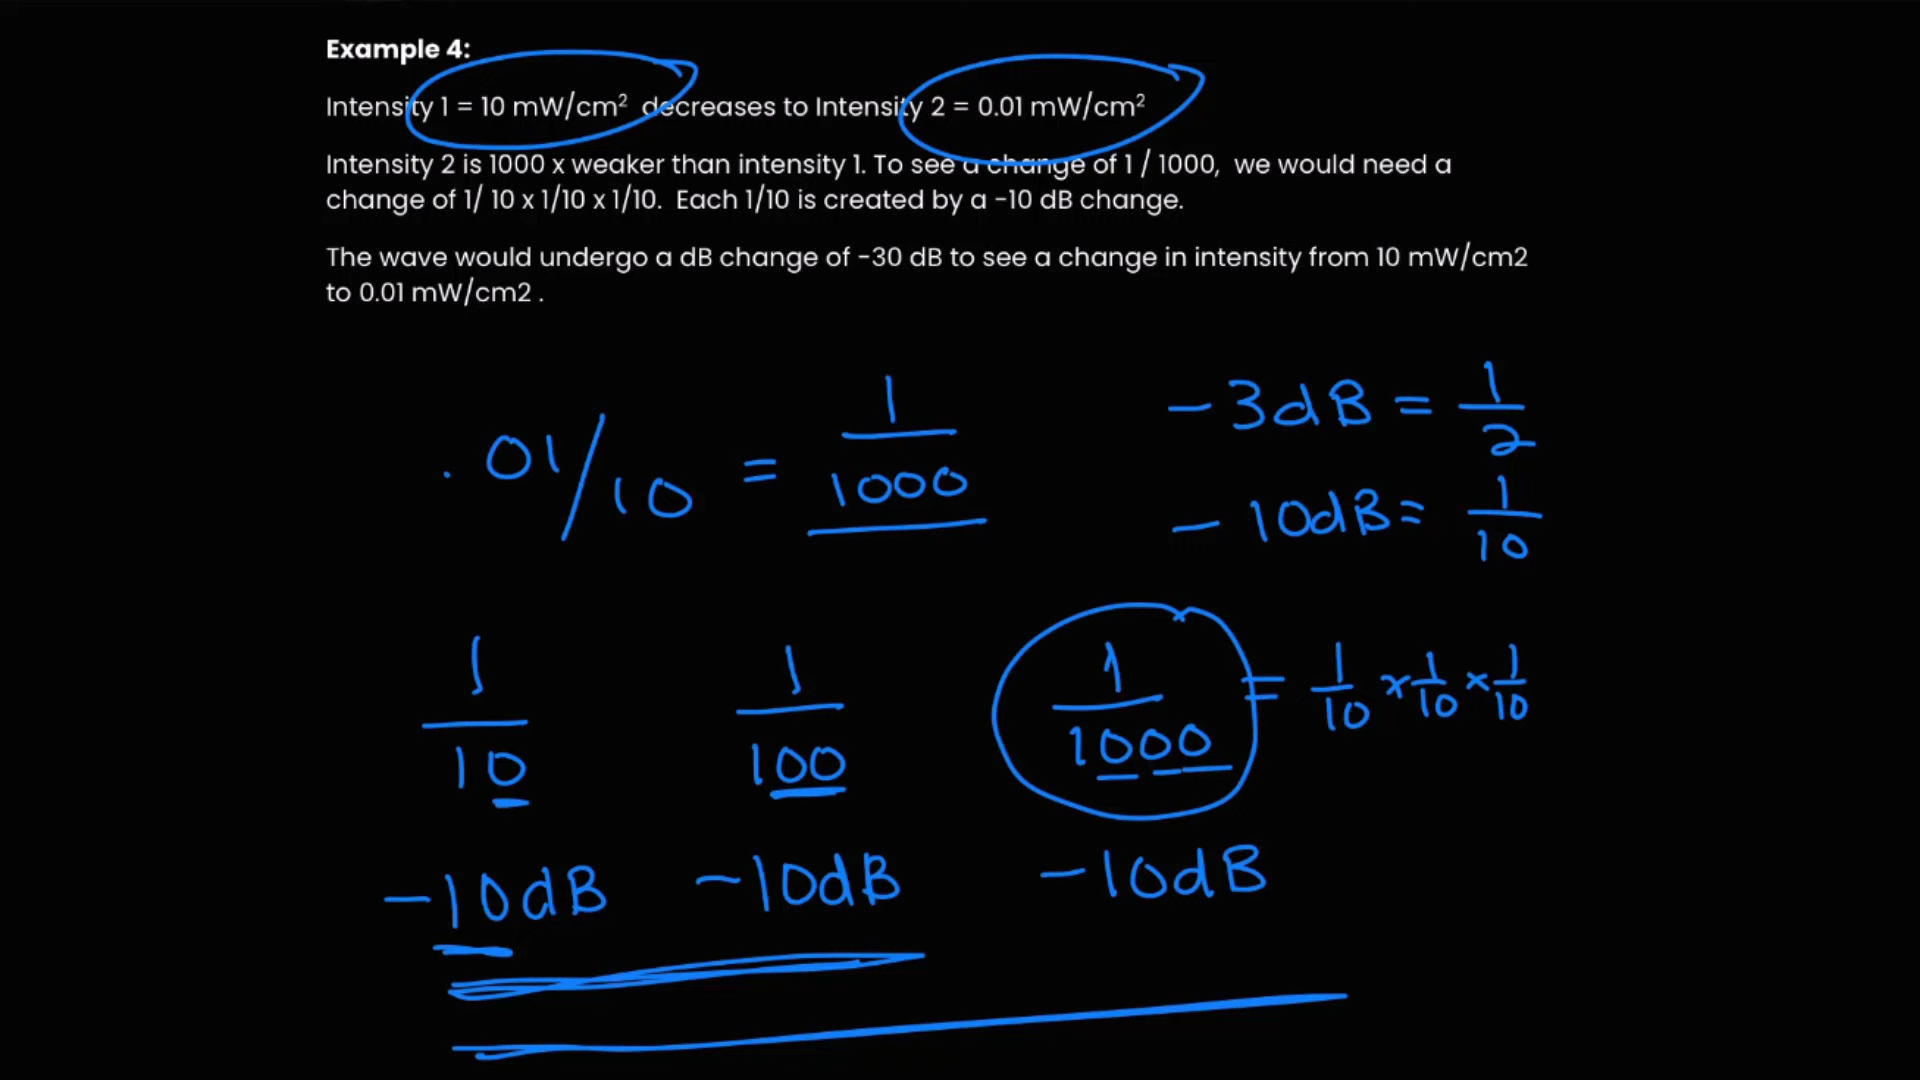 Example 4:
Intensity 1 = 10 mW/cm² decreases to Intensity 2 = 0.01 mW/cm²
Intensity 2 is 1000 x weaker than intensity 1. To see a change of 1 / 1000, we would need a
change of 1/ 10 x 1/10 x 1/10. Each 1/10 is created by a -10 dB change.
The wave would undergo a dB change of -30 dB to see a change in intensity from 10 mW/cm2
to 0.01 mW/cm2 .
.01/10 = 1/1000
-3dB = 1/2
-10dB = 1/10
1/10 1/100 1/1000 = 1/10 x 1/10 x 1/10
-10dB -10dB -10dB